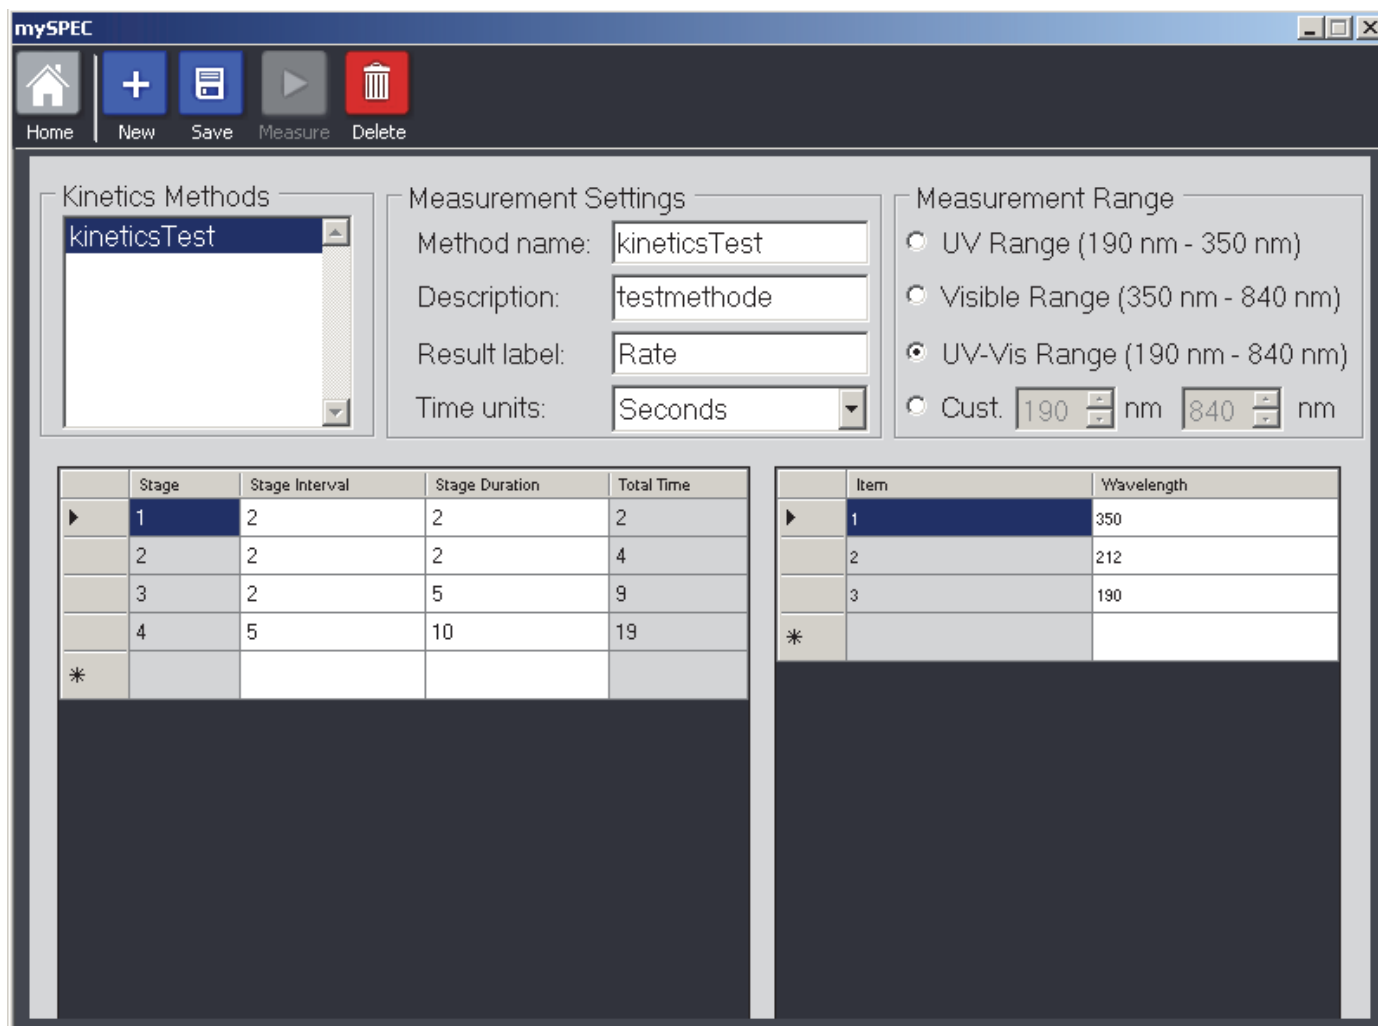 mySPEC
Home New Save Measure Delete
Kinetics Methods
kineticsTest
Measurement Settings
Method name: kineticsTest
Description: testmethode
Result label: Rate
Time units: Seconds
Measurement Range
UV Range (190 nm - 350 nm)
Visible Range (350 nm - 840 nm)
UV-Vis Range (190 nm - 840 nm)
Cust. 190 nm 840 nm
Stage Stage Interval Stage Duration Total Time
1 2 2 2
2 2 2 4
3 2 5 9
4 5 10 19
Item Wavelength
1 350
2 212
3 190